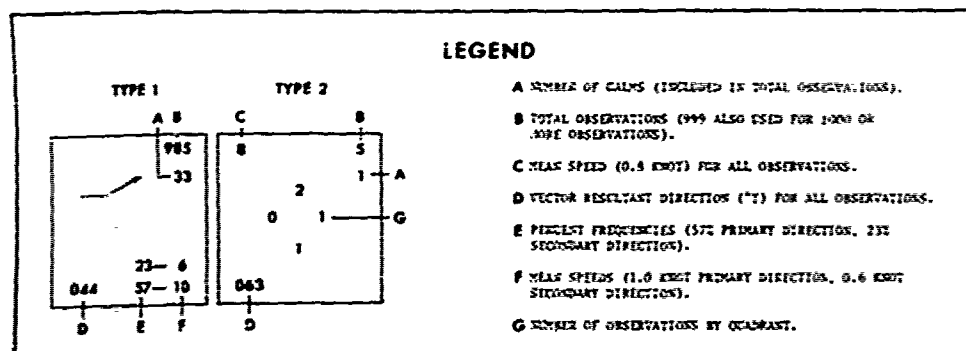 LEGEND
TYPE 1 TYPE 2
A B C B
985 8 5
33 1 A
2
0 1 G
1
23 6
044 57 10 063
D E F D
A NUMBER OF CALMS (INCLUDED IN TOTAL OBSERVATIONS).
B TOTAL OBSERVATIONS (999 ALSO USED FOR 1000 OR
MORE OBSERVATIONS).
C MEAN SPEED (0.8 KNOT) FOR ALL OBSERVATIONS.
D VECTOR RESULTANT DIRECTION (°T) FOR ALL OBSERVATIONS.
E PERCENT FREQUENCIES (57% PRIMARY DIRECTION, 23%
SECONDARY DIRECTION).
F MEAN SPEEDS (1.0 KNOT PRIMARY DIRECTION, 0.6 KNOT
SECONDARY DIRECTION).
G NUMBER OF OBSERVATIONS BY QUADRANT.